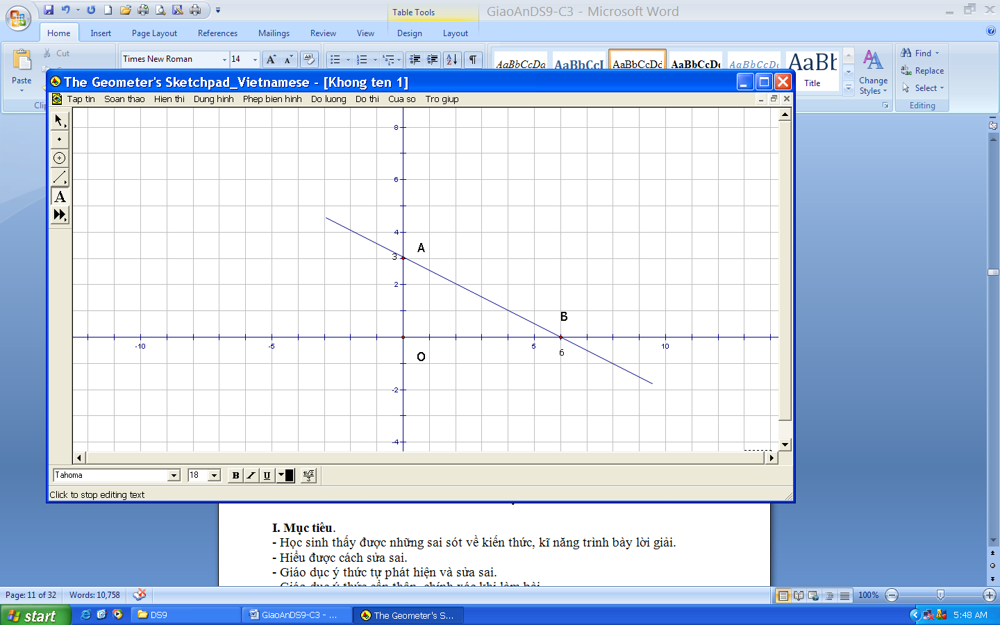 GiaoAnDS9-C3 - Microsoft Word
Table Tools
Home Insert Page Layout References Mailings Review View Design Layout
Cut
Paste
Times New Roman 14
AaBbCcDc AaBbCcI AaBbCcDc AaBbCcDc AaBbCcDc AaBb
Title
Change Styles
Find
Replace
Select
Editing
The Geometer's Sketchpad_Vietnamese - [Khong ten 1]
Tap tin Soan thao Hien thi Dung hinh Phep bien hinh Do luong Do thi Cua so Tro giup
A
8
6
4
A
3
2
B
-10 -5 5 10
6
O
-2
-4
Tahoma 18 B I U
Click to stop editing text
I. Mục tiêu.
- Học sinh thấy được những sai sót về kiến thức, kĩ năng trình bày lời giải.
- Hiểu được cách sửa sai.
- Giáo dục ý thức tự phát hiện và sửa sai.
Page: 11 of 32 Words: 10,758 100%
start DS9 GiaoAnDS9-C3 - ... The Geometer's S... 5:48 AM